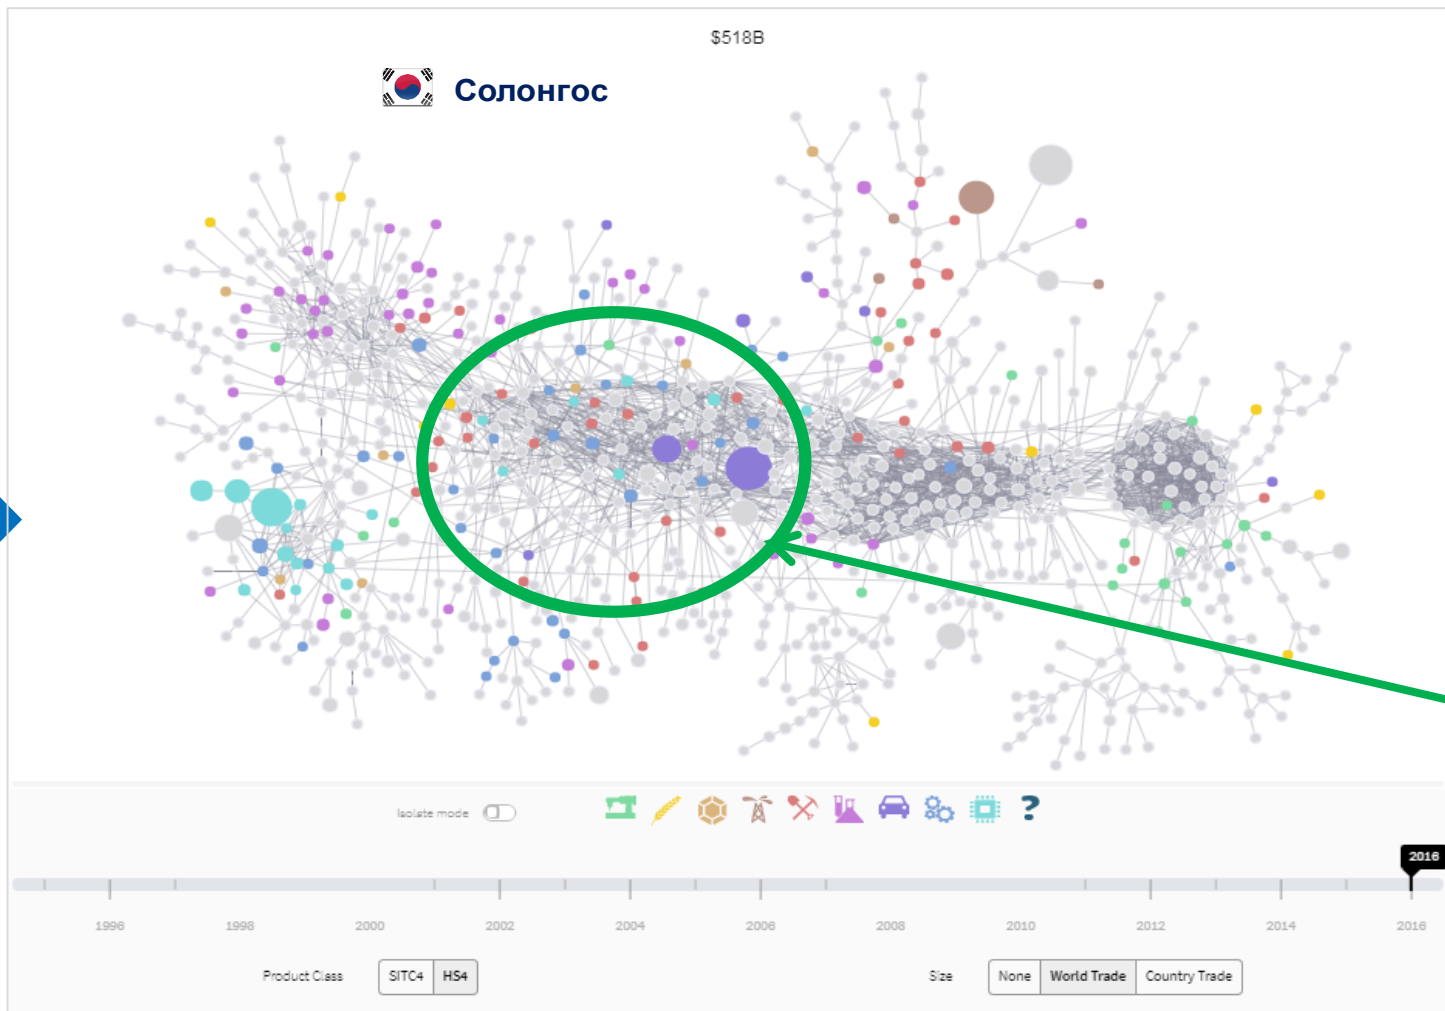 $518B
Солонгос
Isolate mode
?
2016
1996 1998 2000 2002 2004 2006 2008 2010 2012 2014 2016
Product Class SITC4 HS4 Size None World Trade Country Trade